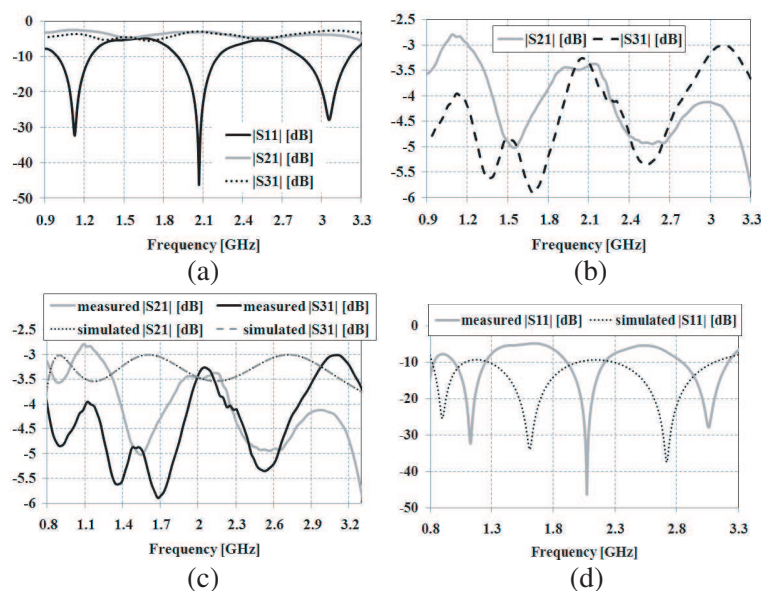 0
-10
-20
-30
-40
-50
|S11| [dB]
|S21| [dB]
|S31| [dB]
0.9 1.2 1.5 1.8 2.1 2.4 2.7 3 3.3
Frequency [GHz]
(a)
-2.5
-3
-3.5
-4
-4.5
-5
-5.5
-6
|S21| [dB] |S31| [dB]
0.9 1.2 1.5 1.8 2.1 2.4 2.7 3 3.3
Frequency [GHz]
(b)
measured |S21| [dB] measured |S31| [dB]
simulated |S21| [dB] simulated |S31| [dB]
-2.5
-3
-3.5
-4
-4.5
-5
-5.5
-6
0.8 1.1 1.4 1.7 2 2.3 2.6 2.9 3.2
Frequency [GHz]
(c)
measured |S11| [dB] simulated |S11| [dB]
0
-10
-20
-30
-40
-50
0.8 1.3 1.8 2.3 2.8 3.3
Frequency [GHz]
(d)